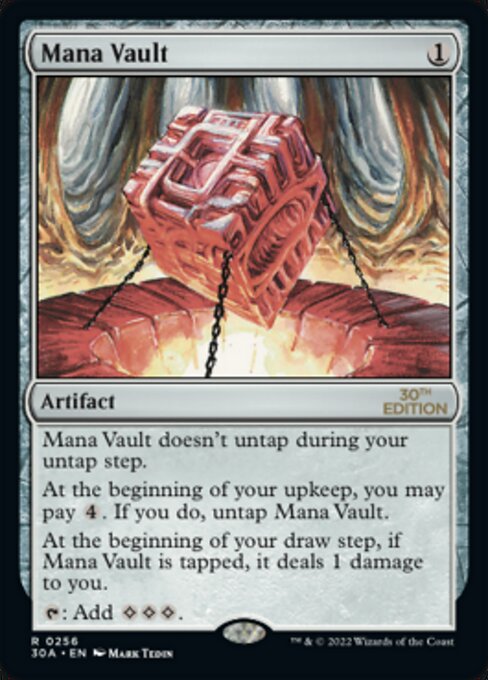 Mana Vault 1
Artifact
30TH
EDITION
Mana Vault doesn't untap during your
untap step.
At the beginning of your upkeep, you may
pay 4. If you do, untap Mana Vault.
At the beginning of your draw step, if
Mana Vault is tapped, it deals 1 damage
to you.
: Add .
R 0256
30A • EN Mark Tedin
™ & © 2022 Wizards of the Coast